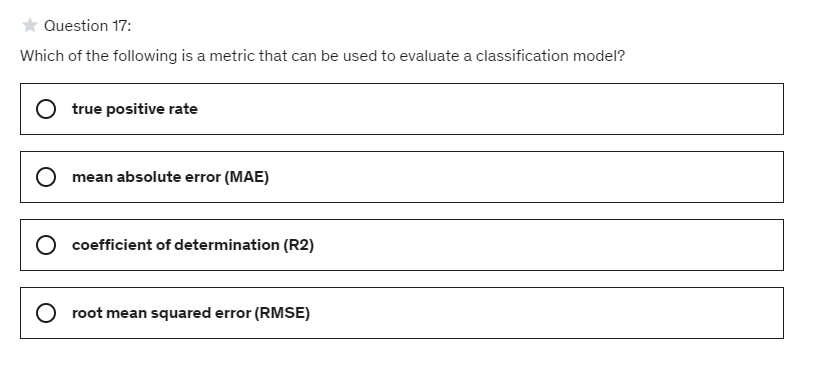 Question 17:
Which of the following is a metric that can be used to evaluate a classification model?
true positive rate
mean absolute error (MAE)
coefficient of determination (R2)
root mean squared error (RMSE)